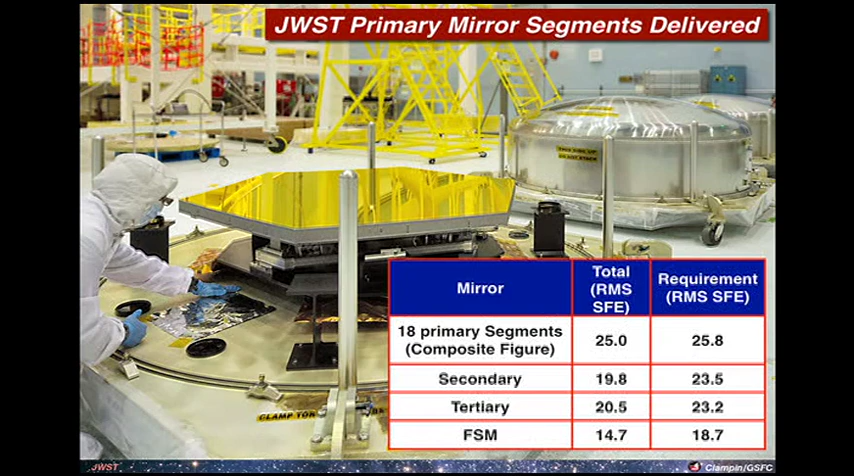 JWST Primary Mirror Segments Delivered
Mirror
Total
(RMS
SFE)
Requirement
(RMS SFE)
18 primary Segments
(Composite Figure)
25.0
25.8
Secondary
19.8
23.5
Tertiary
20.5
23.2
FSM
14.7
18.7
JWST
Clampin/GSFC